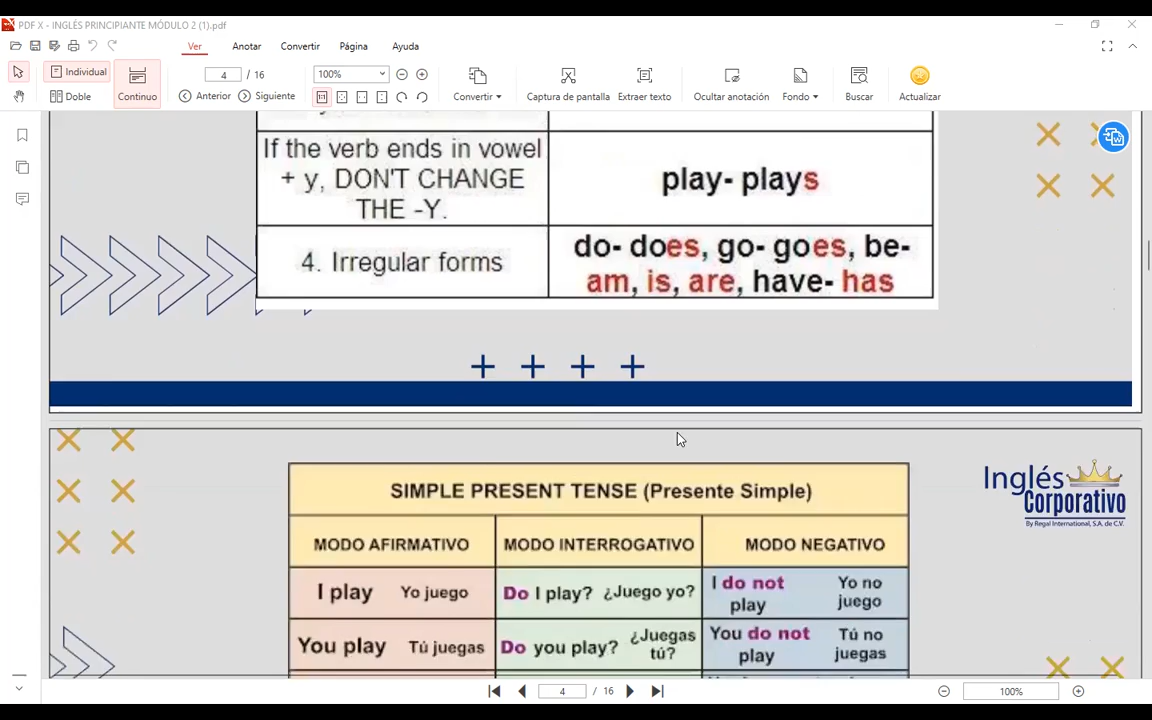 PDF X - INGLÉS PRINCIPIANTE MÓDULO 2 (1).pdf
Ver
Anotar
Convertir
Página
Ayuda
Individual
Doble
Continuo
4 / 16
Anterior
Siguiente
100%
Convertir
Captura de pantalla
Extraer texto
Ocultar anotación
Fondo
Buscar
Actualizar
If the verb ends in vowel
+ y, DON'T CHANGE
THE -Y.
play- plays
4. Irregular forms
do- does, go- goes, be-
am, is, are, have- has
+ + + +
Inglés
Corporativo
By Regal International, S.A. de C.V.
SIMPLE PRESENT TENSE (Presente Simple)
MODO AFIRMATIVO
MODO INTERROGATIVO
MODO NEGATIVO
I play Yo juego
Do I play? ¿Juego yo?
I do not
play
Yo no
juego
You play Tú juegas
Do you play?
¿Juegas
tú?
You do not
play
Tú no
juegas
4 / 16
100%